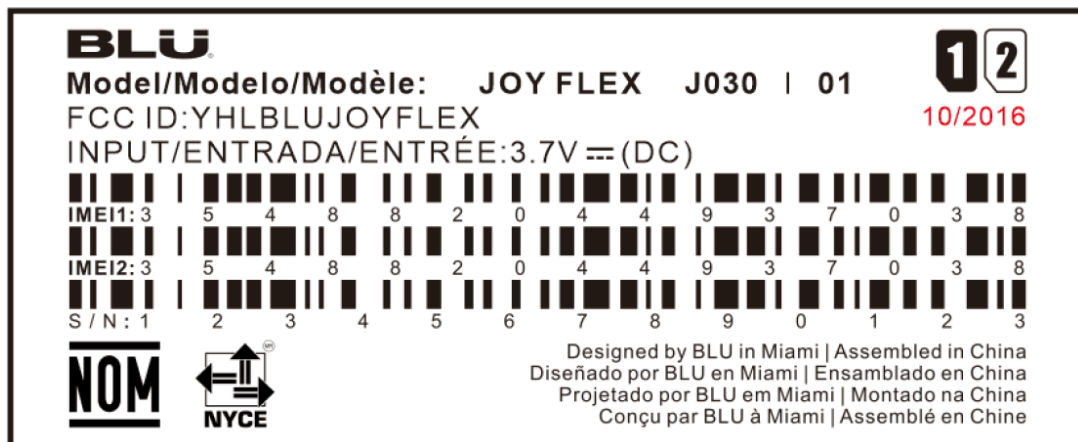 BLU
Model/Modelo/Modèle: JOY FLEX J030 | 01
1 2
10/2016
FCC ID:YHLBLUJOYFLEX
INPUT/ENTRADA/ENTRÉE:3.7V ⎓ (DC)
IMEI1: 3 5 4 8 8 2 0 4 4 9 3 7 0 3 8
IMEI2: 3 5 4 8 8 2 0 4 4 9 3 7 0 3 8
S / N : 1 2 3 4 5 6 7 8 9 0 1 2 3
NOM
NYCE
Designed by BLU in Miami | Assembled in China
Diseñado por BLU en Miami | Ensamblado en China
Projetado por BLU em Miami | Montado na China
Conçu par BLU à Miami | Assemblé en Chine